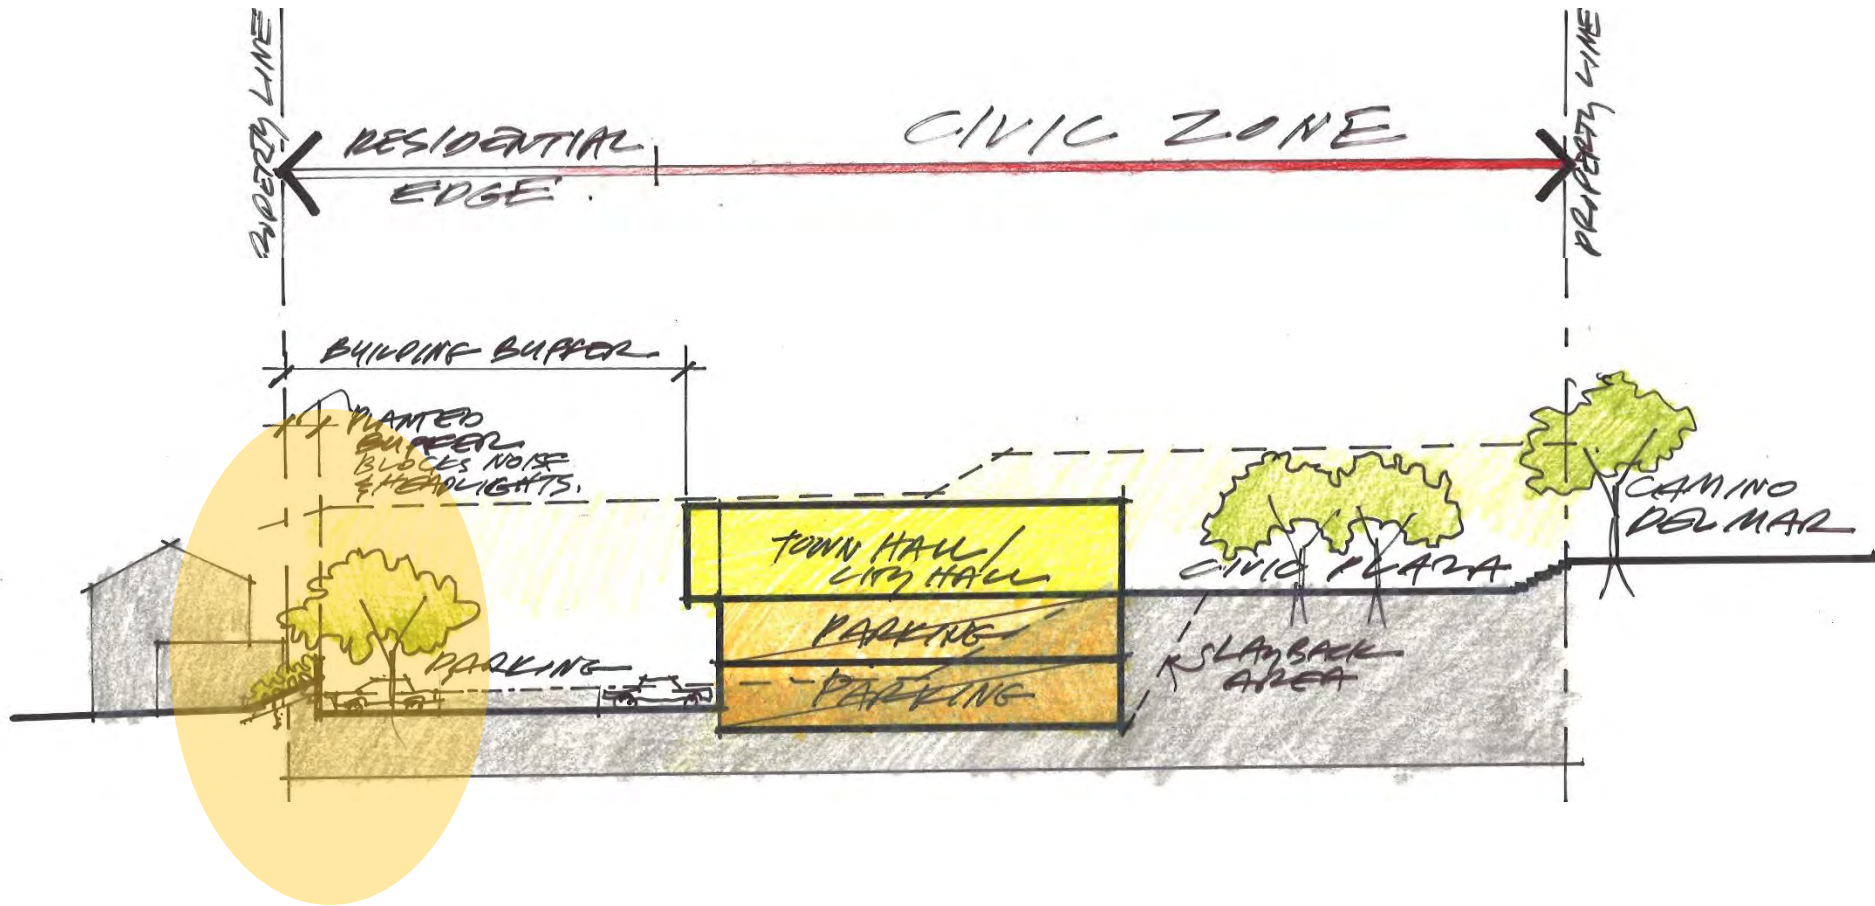 PROPERTY LINE
RESIDENTIAL
EDGE.
CIVIC ZONE
PROPERTY LINE
BUILDING BUFFER
PLANTED
BUFFER
BLOCKS NOISE
& HEADLIGHTS.
CAMINO
DEL MAR
TOWN HALL/
CITY HALL
CIVIC PLAZA
PARKING
PARKING
SLAYBACK
AREA
PARKING